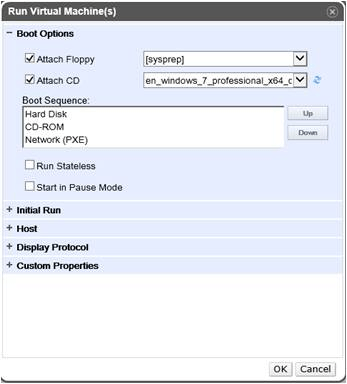 Run Virtual Machine(s)
Boot Options
Attach Floppy [sysprep]
Attach CD en_windows_7_professional_x64_c
Boot Sequence:
Hard Disk
CD-ROM
Network (PXE)
Up
Down
Run Stateless
Start in Pause Mode
Initial Run
Host
Display Protocol
Custom Properties
OK Cancel